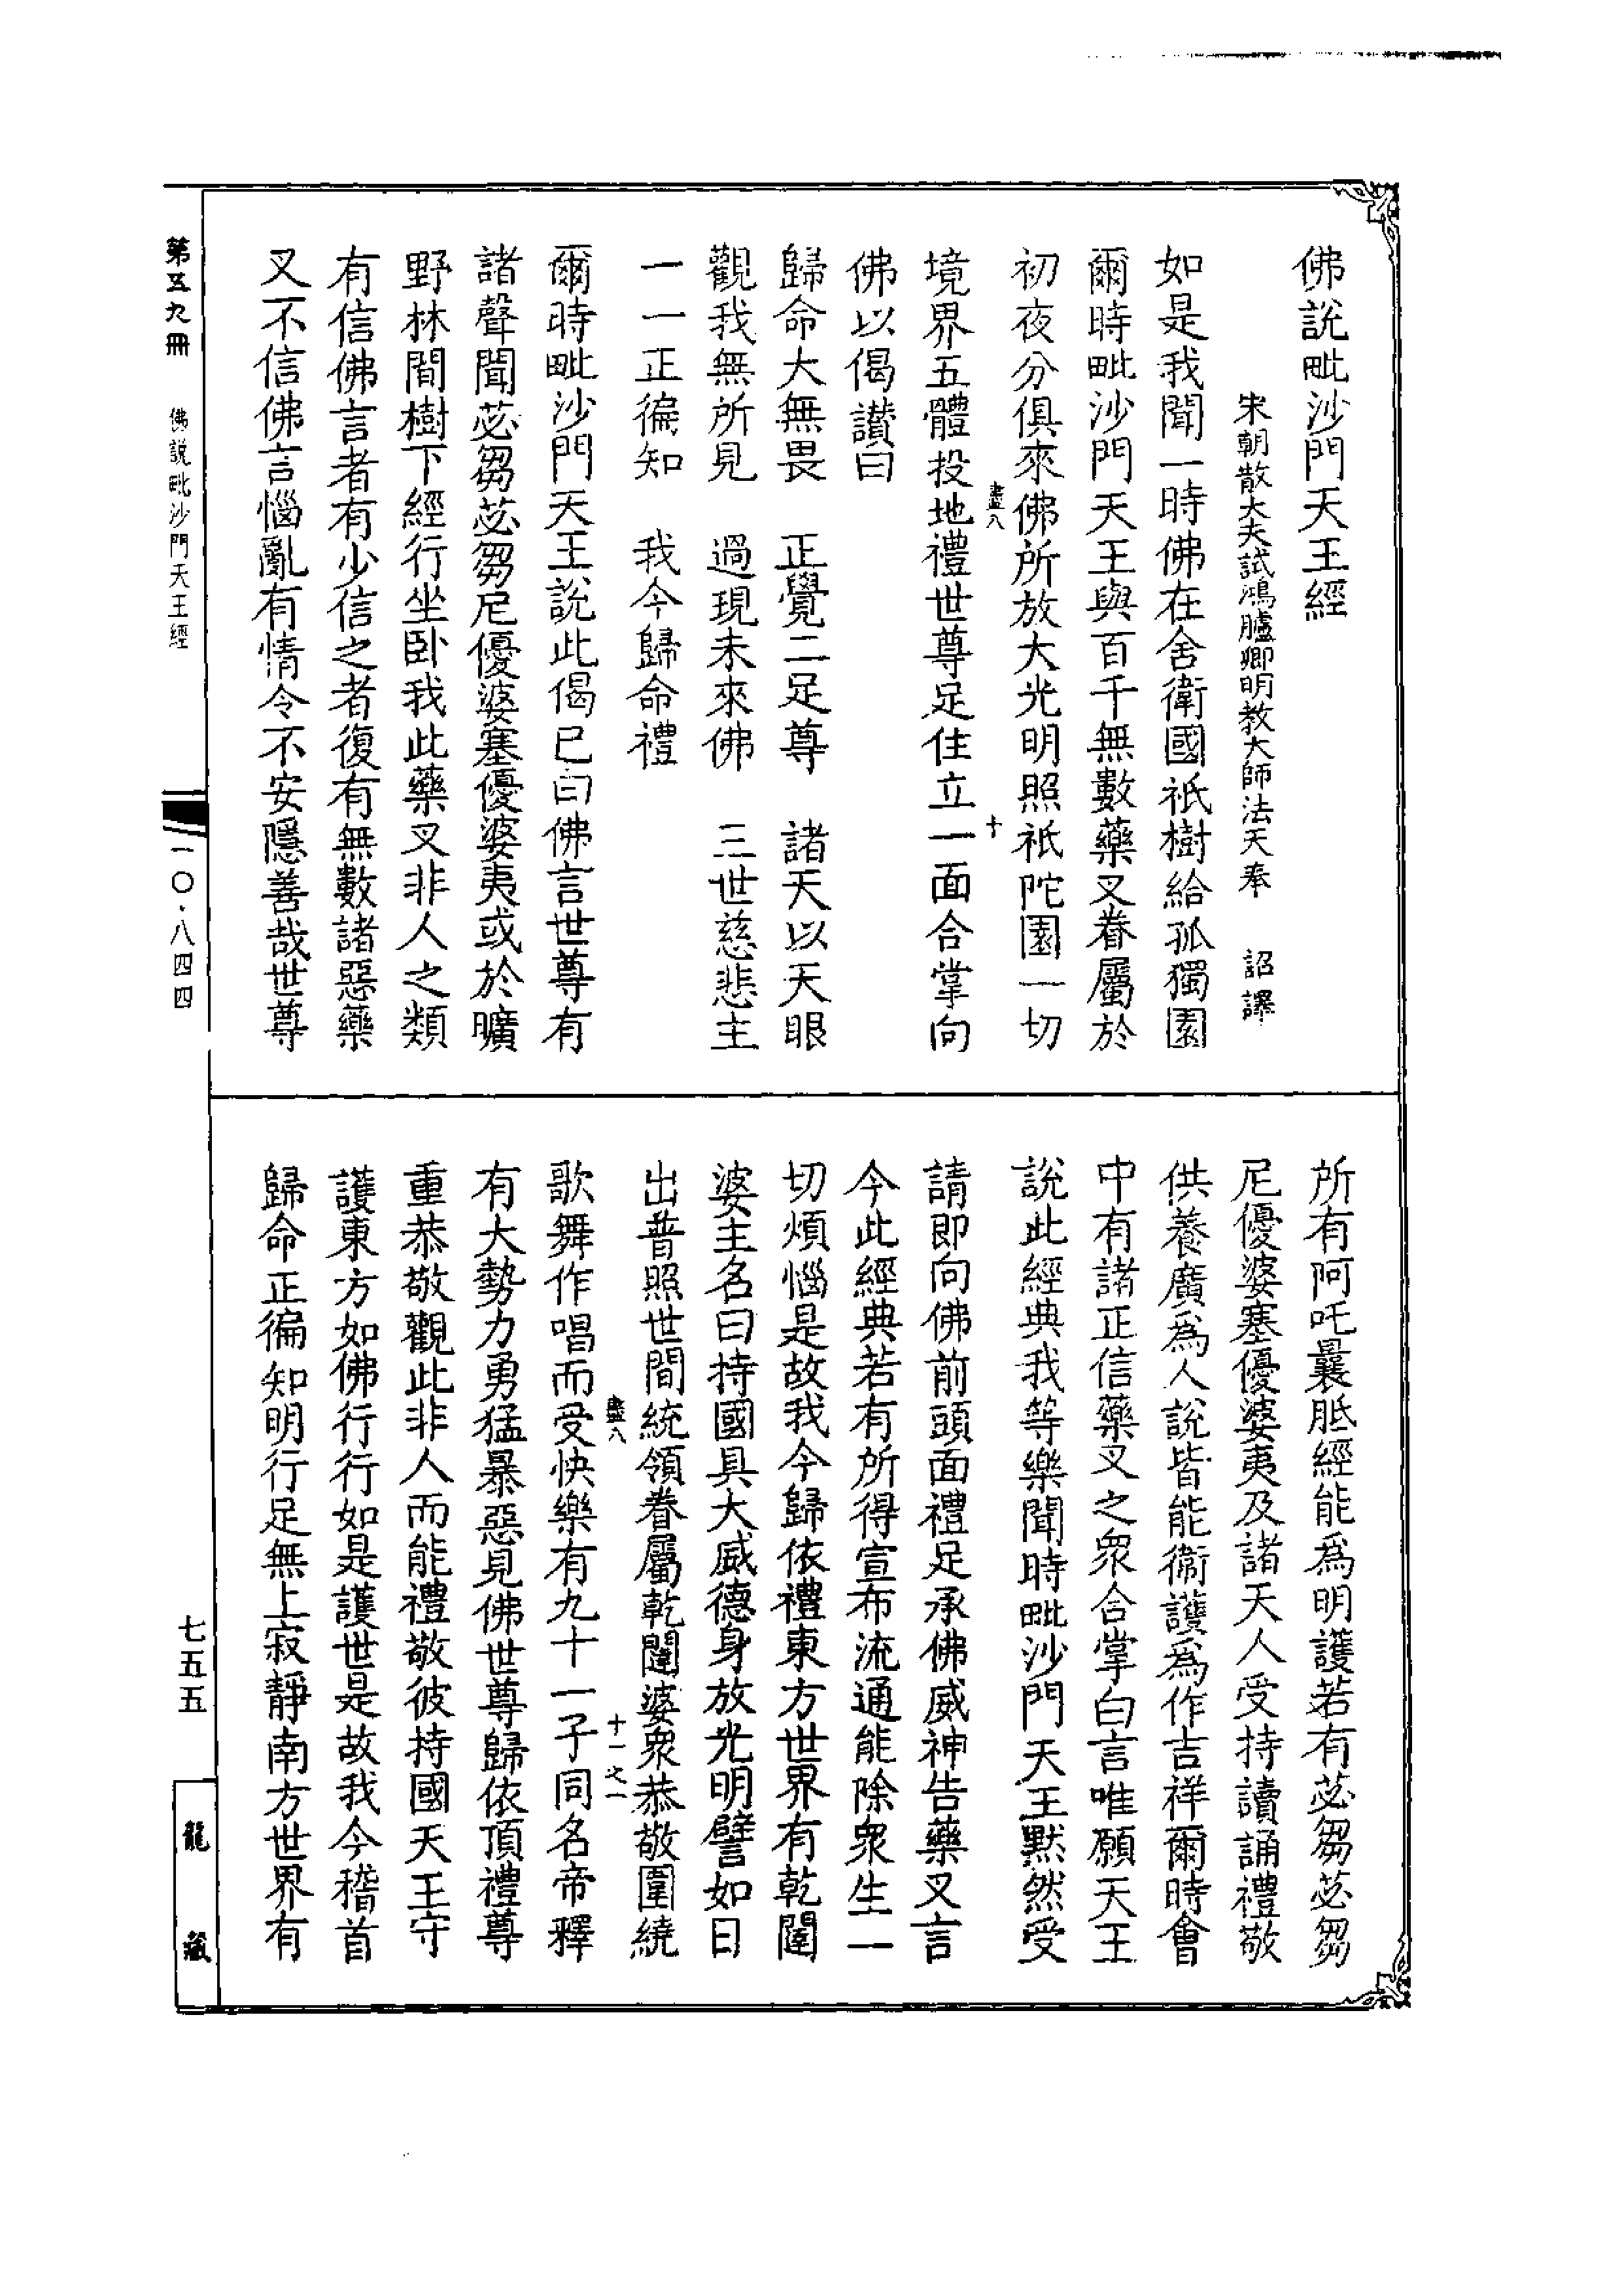 佛說毗沙門天王經
宋朝散大夫試鴻臚卿明教大師法天奉　詔譯
如是我聞一時佛在舍衛國祇樹給孤獨園
爾時毗沙門天王與百千無數藥叉眷屬於
初夜分俱來佛所放大光明照祇陀園一切
盡八　十
境界五體投地禮世尊足住立一面合掌向
佛以偈讚曰
歸命大無畏　正覺二足尊　諸天以天眼
觀我無所見　過現未來佛　三世慈悲主
一一正徧知　我今歸命禮
爾時毗沙門天王說此偈已白佛言世尊有
諸聲聞苾芻苾芻尼優婆塞優婆夷或於曠
野林間樹下經行坐卧我此藥叉非人之類
有信佛言者有少信之者復有無數諸惡藥
叉不信佛言惱亂有情令不安隱善哉世尊
所有阿吒曩胝經能為明護若有苾芻苾芻
尼優婆塞優婆夷及諸天人受持讀誦禮敬
供養廣為人說皆能衛護為作吉祥爾時會
中有諸正信藥叉之眾合掌白言唯願天王
說此經典我等樂聞時毗沙門天王默然受
請即向佛前頭面禮足承佛威神告藥叉言
今此經典若有所得宣布流通能除眾生一
切煩惱是故我今歸依禮東方世界有乾闥
婆主名曰持國具大威德身放光明譬如日
出普照世間統領眷屬乾闥婆眾恭敬圍繞
盡八　十一之一
歌舞作唱而受快樂有九十一子同名帝釋
有大勢力勇猛暴惡見佛世尊歸依頂禮尊
重恭敬觀此非人而能禮敬彼持國天王守
護東方如佛行行如是護世是故我今稽首
歸命正徧知明行足無上寂靜南方世界有
第五九冊　佛說毗沙門天王經
一〇·八四四
七五五
龍藏